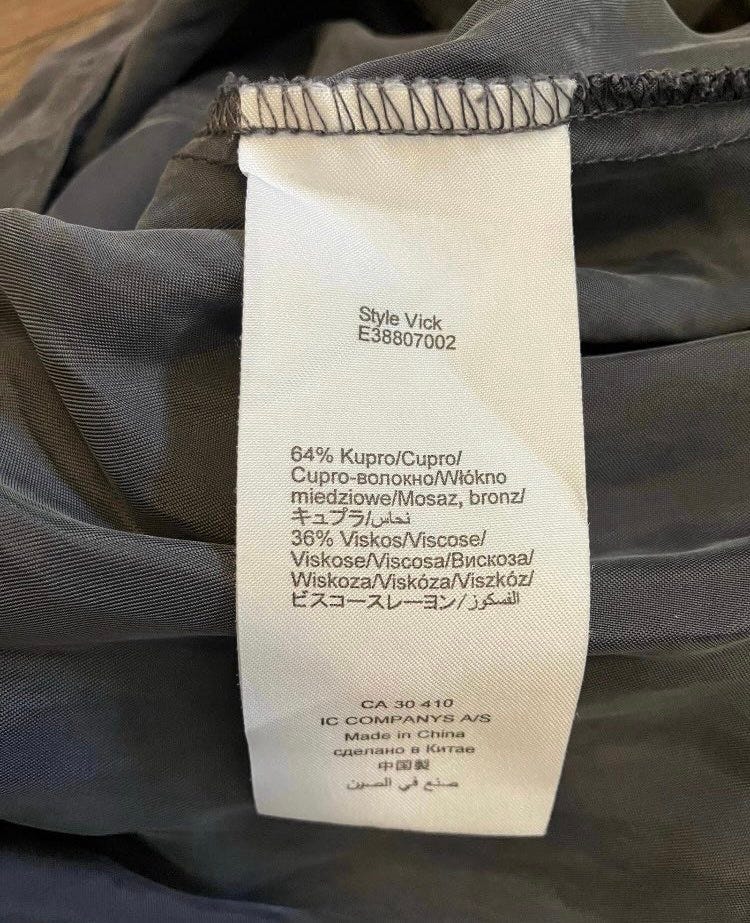 Style Vick
E38807002
64% Kupro/Cupro/
Cupro-волокно/Włókno
miedziowe/Mosaz, bronz/
キュプラ/نحاس
36% Viskos/Viscose/
Viskose/Viscosa/Вискоза/
Wiskoza/Viskóza/Viszkóz/
ビスコースレーヨン/الفسكوز
CA 30 410
IC COMPANYS A/S
Made in China
сделано в Китае
中国製
صنع في الصين